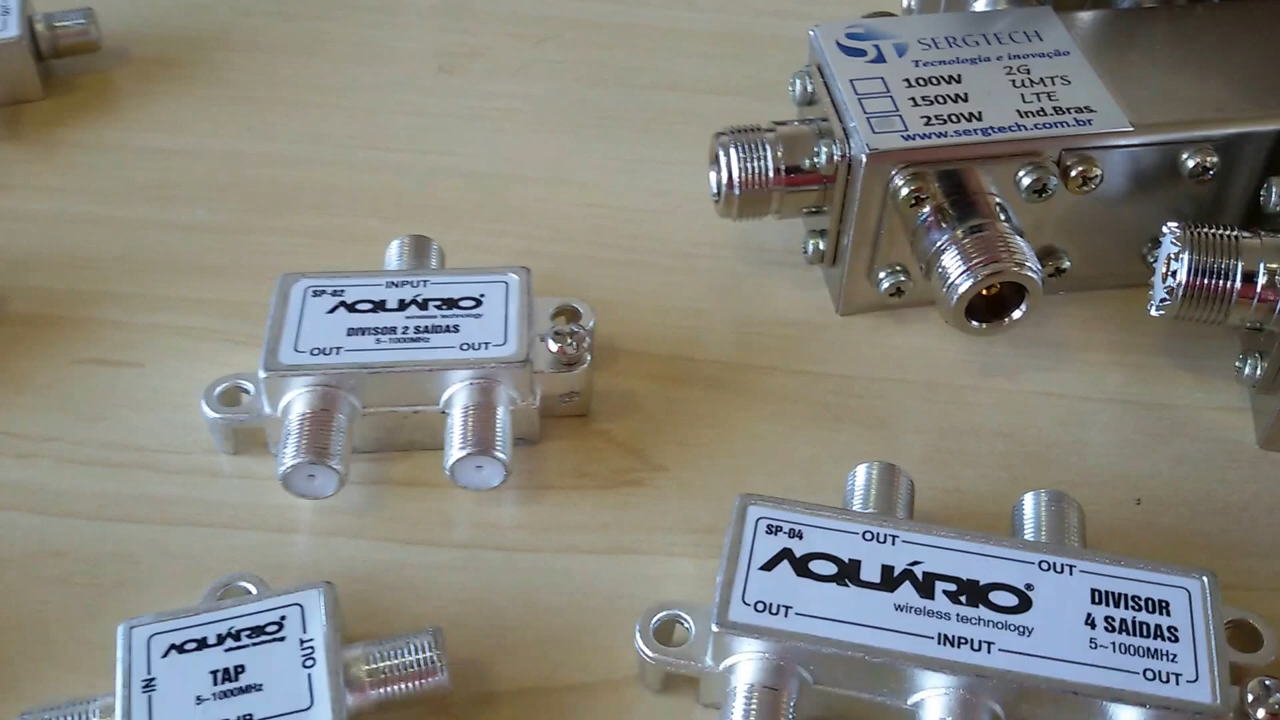 ST SERGTECH
Tecnologia e inovação
100W 2G
UMTS
150W LTE
250W Ind.Bras.
www.sergtech.com.br
SP-02 INPUT
AQUÁRIO®
wireless technology
DIVISOR 2 SAÍDAS
5~1000MHz
OUT OUT
SP-04 OUT OUT
AQUÁRIO®
wireless technology
DIVISOR
4 SAÍDAS
5~1000MHz
OUT INPUT OUT
AQUÁRIO®
TAP
5~1000MHz
IN OUT